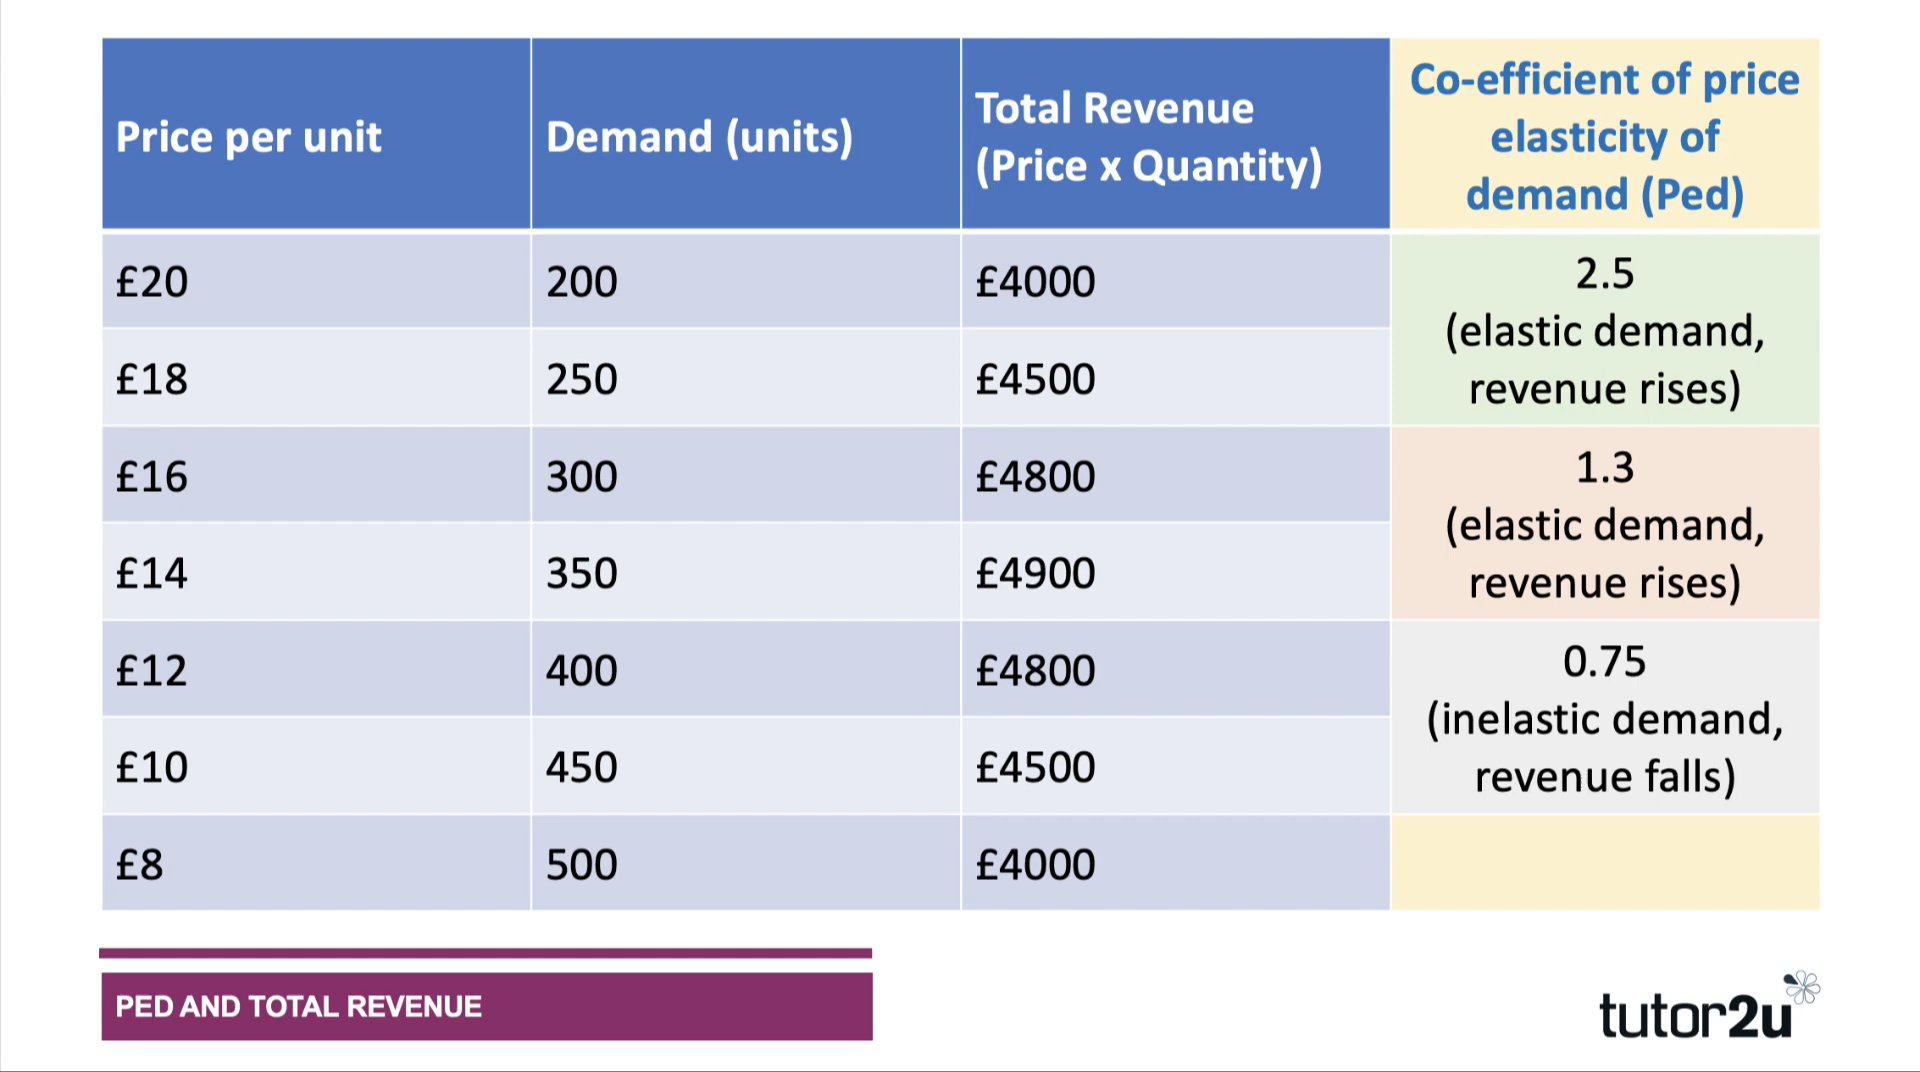 Price per unit
Demand (units)
Total Revenue
(Price x Quantity)
Co-efficient of price
elasticity of
demand (Ped)
£20
200
£4000
2.5
(elastic demand,
revenue rises)
£18
250
£4500
£16
300
£4800
1.3
(elastic demand,
revenue rises)
£14
350
£4900
£12
400
£4800
0.75
(inelastic demand,
revenue falls)
£10
450
£4500
£8
500
£4000
PED AND TOTAL REVENUE
tutor2u